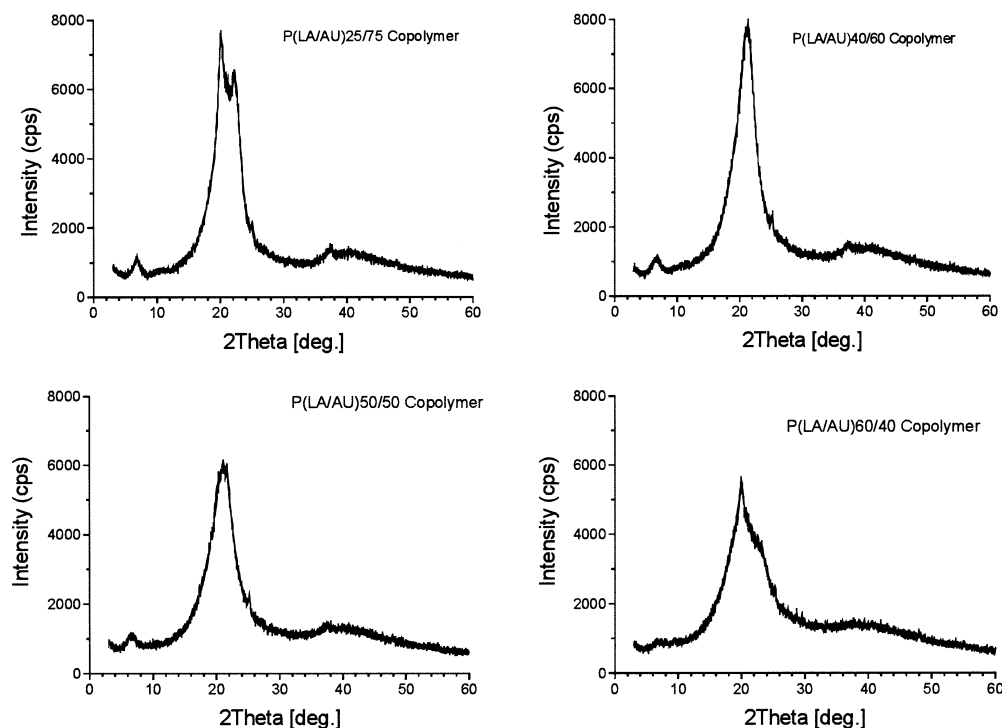 P(LA/AU)25/75 Copolymer
8000
6000
4000
2000
0
Intensity (cps)
0 10 20 30 40 50 60
2Theta [deg.]
P(LA/AU)40/60 Copolymer
8000
6000
4000
2000
0
Intensity (cps)
0 10 20 30 40 50 60
2Theta [deg.]
P(LA/AU)50/50 Copolymer
8000
6000
4000
2000
0
Intensity (cps)
0 10 20 30 40 50 60
2Theta [deg.]
P(LA/AU)60/40 Copolymer
8000
6000
4000
2000
0
Intensity (cps)
0 10 20 30 40 50 60
2Theta [deg.]